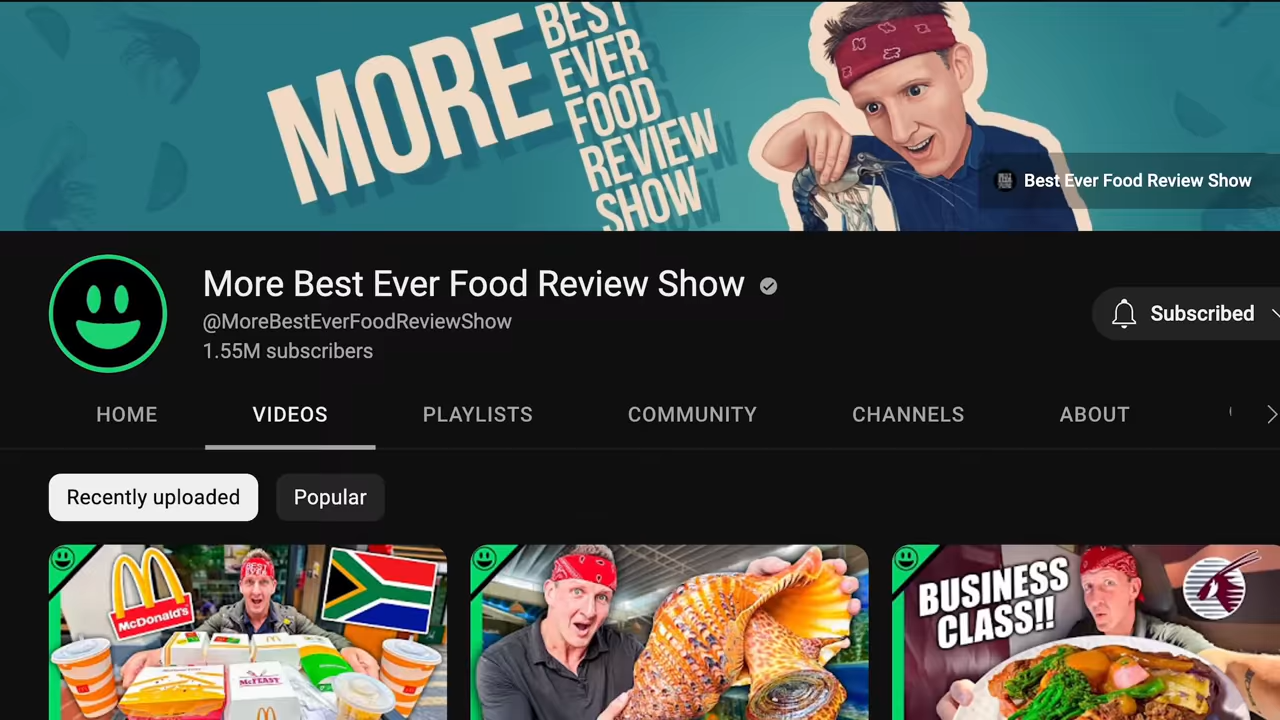 MORE
BEST
EVER
FOOD
REVIEW
SHOW
Best Ever Food Review Show
More Best Ever Food Review Show
@MoreBestEverFoodReviewShow
1.55M subscribers
Subscribed
HOME VIDEOS PLAYLISTS COMMUNITY CHANNELS ABOUT
Recently uploaded Popular
McDonald's
BEST
McFEAST
BUSINESS
CLASS!!